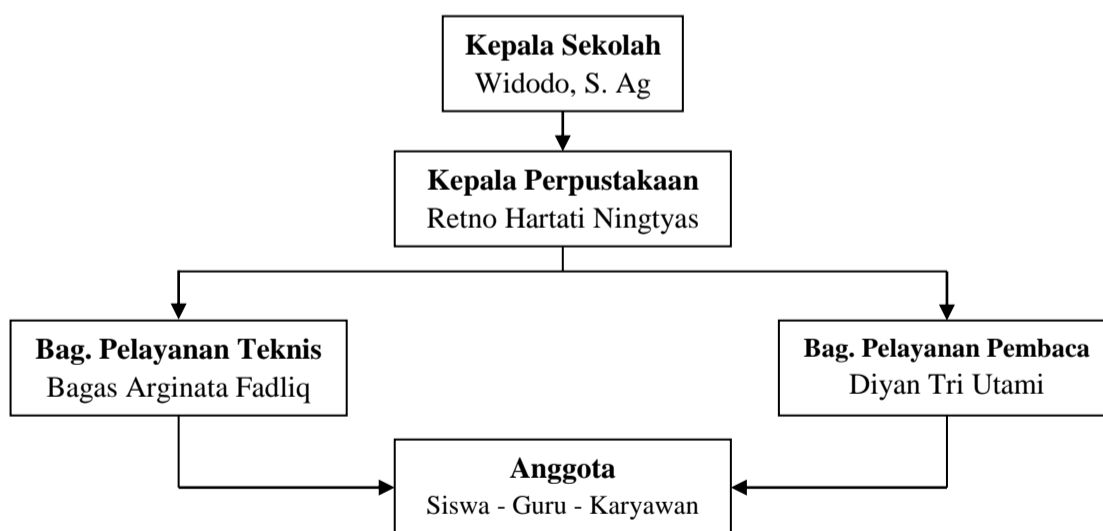 Kepala Sekolah
Widodo, S. Ag
Kepala Perpustakaan
Retno Hartati Ningtyas
Bag. Pelayanan Teknis
Bagas Arginata Fadliq
Bag. Pelayanan Pembaca
Diyan Tri Utami
Anggota
Siswa - Guru - Karyawan